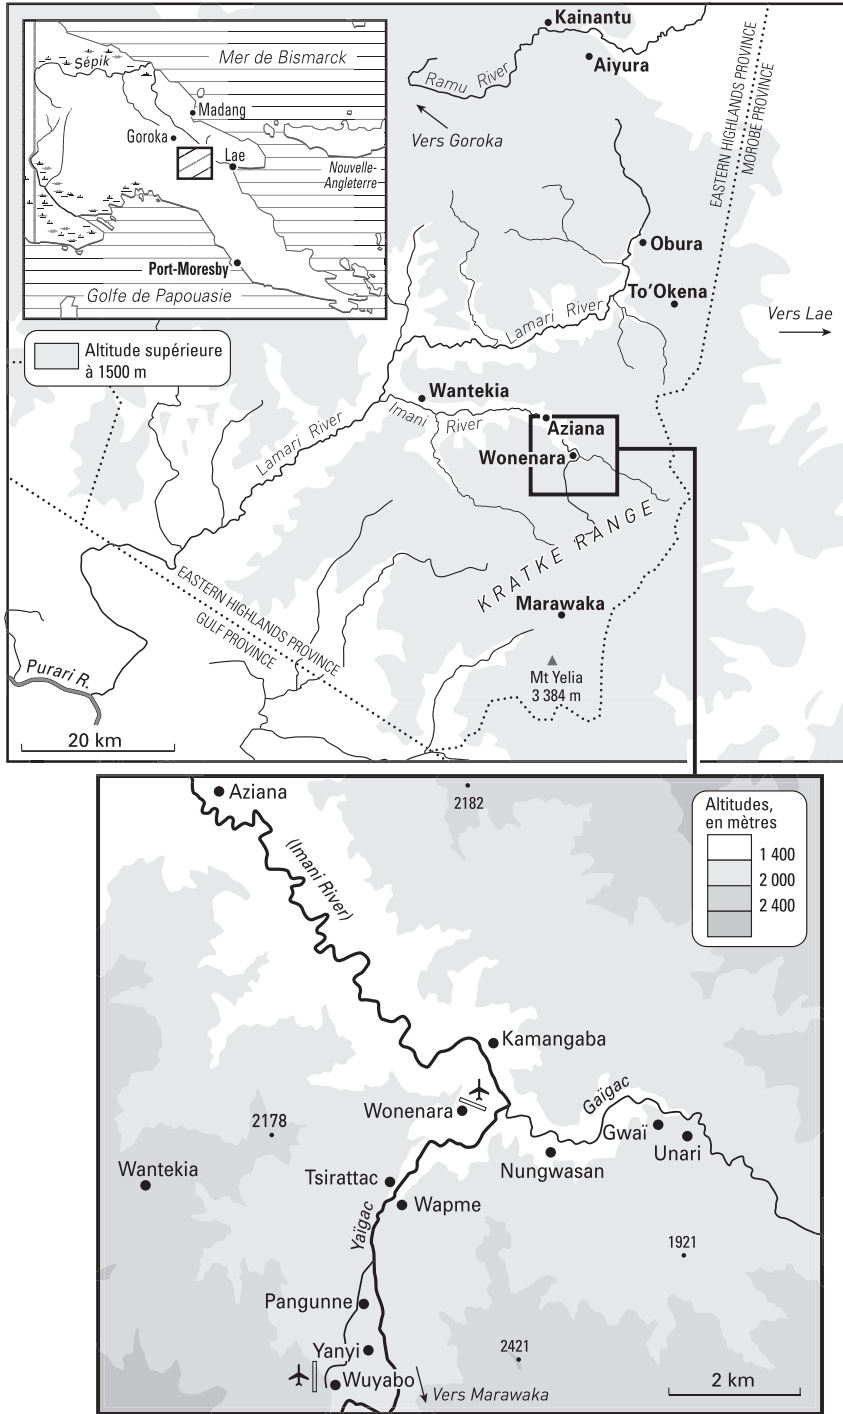 Kainantu
Aiyura
Ramu River
Vers Goroka
EASTERN HIGHLANDS PROVINCE
MOROBE PROVINCE
Sépik
Mer de Bismarck
Madang
Goroka
Lae
Nouvelle-
Angleterre
Port-Moresby
Golfe de Papouasie
Obura
To'Okena
Lamari River
Vers Lae
Altitude supérieure
à 1500 m
Wantekia
Imani River
Aziana
Lamari River
Wonenara
KRATKE RANGE
EASTERN HIGHLANDS PROVINCE
GULF PROVINCE
Marawaka
Mt Yelia
3 384 m
Purari R.
20 km
Aziana
2182
Altitudes,
en mètres
1 400
2 000
2 400
(Imani River)
Kamangaba
Wonenara
Gaïgac
2178
Gwaï
Unari
Nungwasan
Wantekia
Tsirattac
Wapme
Yaïgac
1921
Pangunne
Yanyi
2421
Wuyabo
Vers Marawaka
2 km